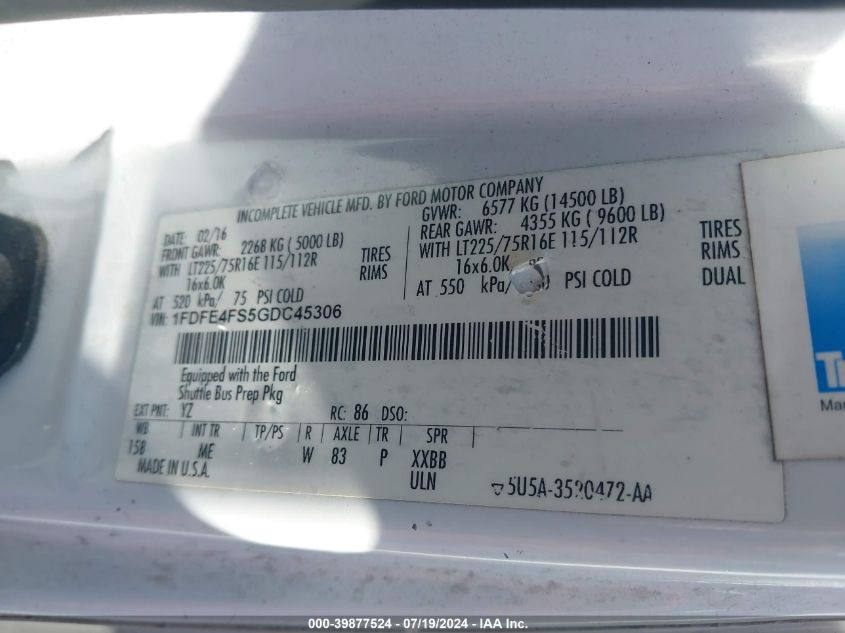 INCOMPLETE VEHICLE MFD. BY FORD MOTOR COMPANY
DATE: 02/16
GVWR: 6577 KG (14500 LB)
FRONT GAWR: 2268 KG (5000 LB)
REAR GAWR: 4355 KG (9600 LB)
WITH LT225/75R16E 115/112R TIRES
WITH LT225/75R16E 115/112R TIRES
16x6.0K RIMS
16x6.0K RIMS
AT 520 kPa/ 75 PSI COLD
AT 550 kPa/ PSI COLD DUAL
VIN: 1FDFE4FS5GDC45306
Equipped with the Ford
Shuttle Bus Prep Pkg
EXT PNT: YZ RC: 86 DSO:
WB INT TR TP/PS R AXLE TR SPR
158 ME W 83 P XXBB
MADE IN U.S.A. ULN
5U5A-3520472-AA
000-39877524 / 07/19/2024 - IAA Inc.